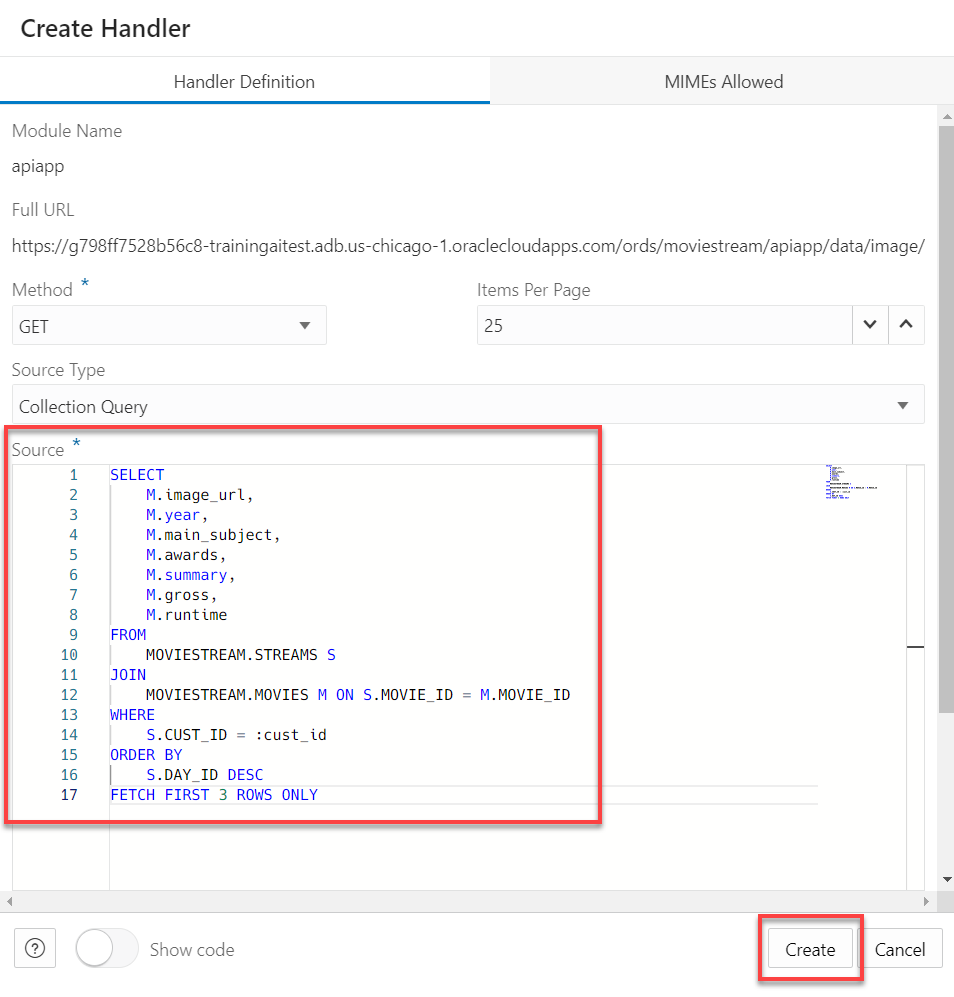 Create Handler
Handler Definition MIMEs Allowed
Module Name
apiapp
Full URL
https://g798ff7528b56c8-trainingaitest.adb.us-chicago-1.oraclecloudapps.com/ords/moviestream/apiapp/data/image/
Method * Items Per Page
GET 25
Source Type
Collection Query
Source *
1 SELECT
2 M.image_url,
3 M.year,
4 M.main_subject,
5 M.awards,
6 M.summary,
7 M.gross,
8 M.runtime
9 FROM
10 MOVIESTREAM.STREAMS S
11 JOIN
12 MOVIESTREAM.MOVIES M ON S.MOVIE_ID = M.MOVIE_ID
13 WHERE
14 S.CUST_ID = :cust_id
15 ORDER BY
16 S.DAY_ID DESC
17 FETCH FIRST 3 ROWS ONLY
? Show code Create Cancel